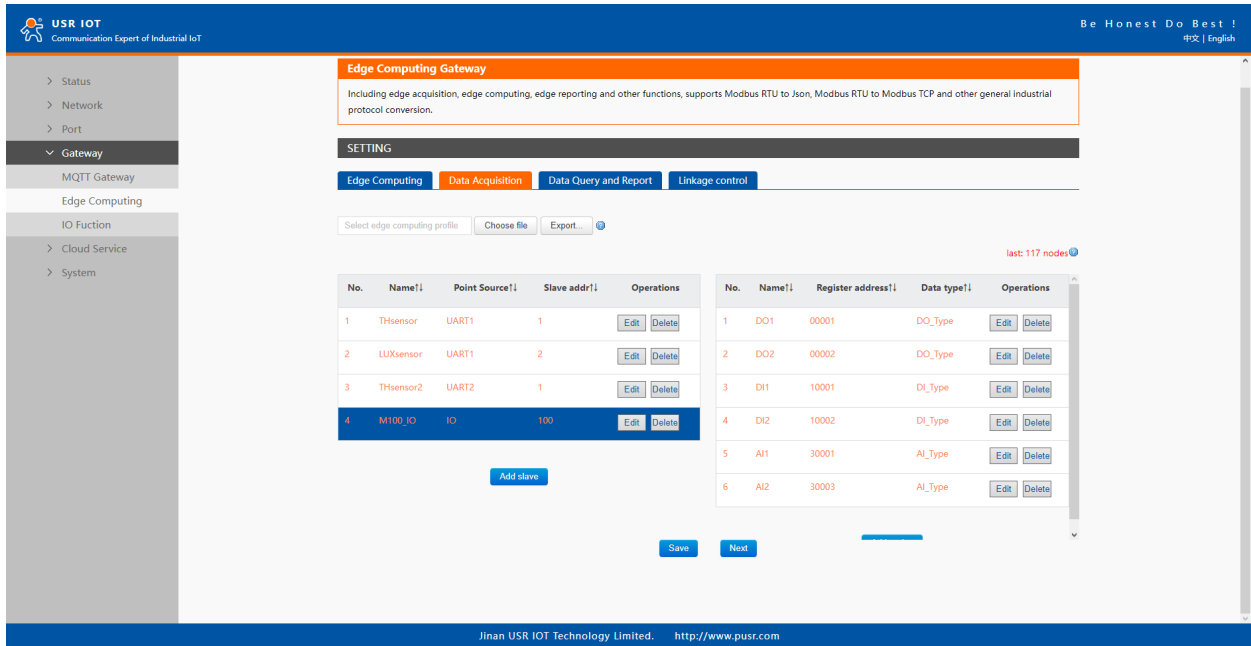 USR IOT
Communication Expert of Industrial IoT
Be Honest Do Best !
中文 | English
Status
Network
Port
Gateway
MQTT Gateway
Edge Computing
IO Fuction
Cloud Service
System
Edge Computing Gateway
Including edge acquisition, edge computing, edge reporting and other functions, supports Modbus RTU to Json, Modbus RTU to Modbus TCP and other general industrial
protocol conversion.
SETTING
Edge Computing Data Acquisition Data Query and Report Linkage control
Select edge computing profile Choose file Export...
last: 117 nodes
No. Name↑↓ Point Source↑↓ Slave addr↑↓ Operations
1 THsensor UART1 1 Edit Delete
2 LUXsensor UART1 2 Edit Delete
3 THsensor2 UART2 1 Edit Delete
4 M100_IO IO 100 Edit Delete
Add slave
No. Name↑↓ Register address↑↓ Data type↑↓ Operations
1 DO1 00001 DO_Type Edit Delete
2 DO2 00002 DO_Type Edit Delete
3 DI1 10001 DI_Type Edit Delete
4 DI2 10002 DI_Type Edit Delete
5 AI1 30001 AI_Type Edit Delete
6 AI2 30003 AI_Type Edit Delete
Save Next
Jinan USR IOT Technology Limited. http://www.pusr.com